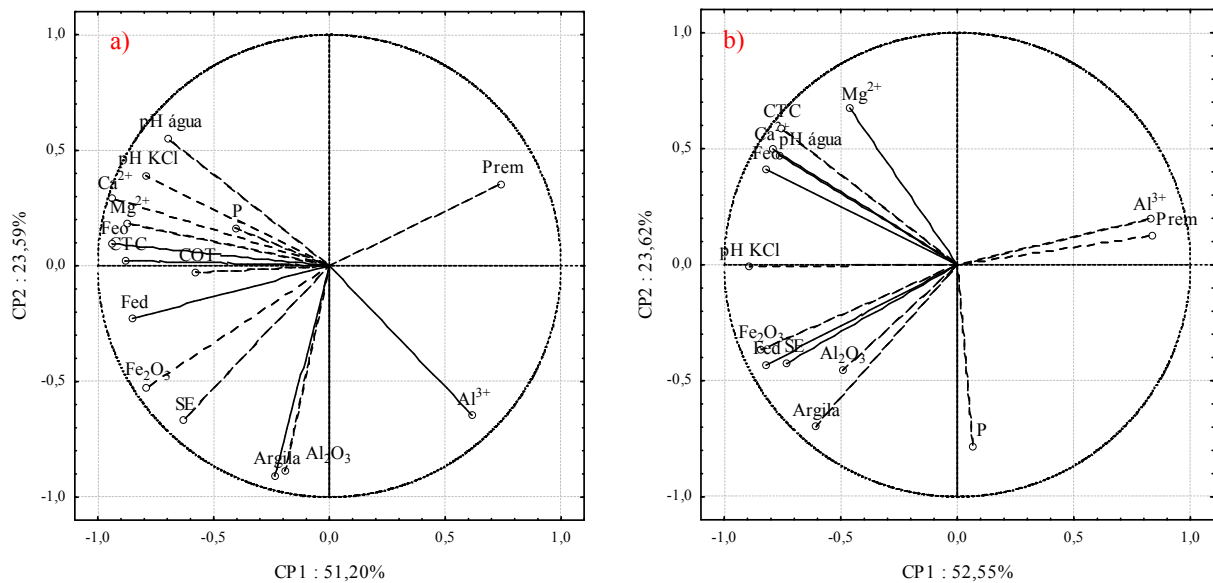 a)
1,0
pH água
0,5
pH KCl
Prem
Ca²⁺
Mg²⁺
P
Feo
CTC
COT
0,0
Fed
Fe₂O₃
-0,5
SE
Al³⁺
Argila
Al₂O₃
-1,0
-1,0 -0,5 0,0 0,5 1,0
CP2 : 23,59%
CP1 : 51,20%
b)
1,0
Mg²⁺
CTC
Ca²⁺
pH água
0,5
Feo
Al³⁺
Prem
pH KCl
0,0
Fe₂O₃
Fed
SE
Al₂O₃
-0,5
Argila
P
-1,0
-1,0 -0,5 0,0 0,5 1,0
CP2 : 23,62%
CP1 : 52,55%